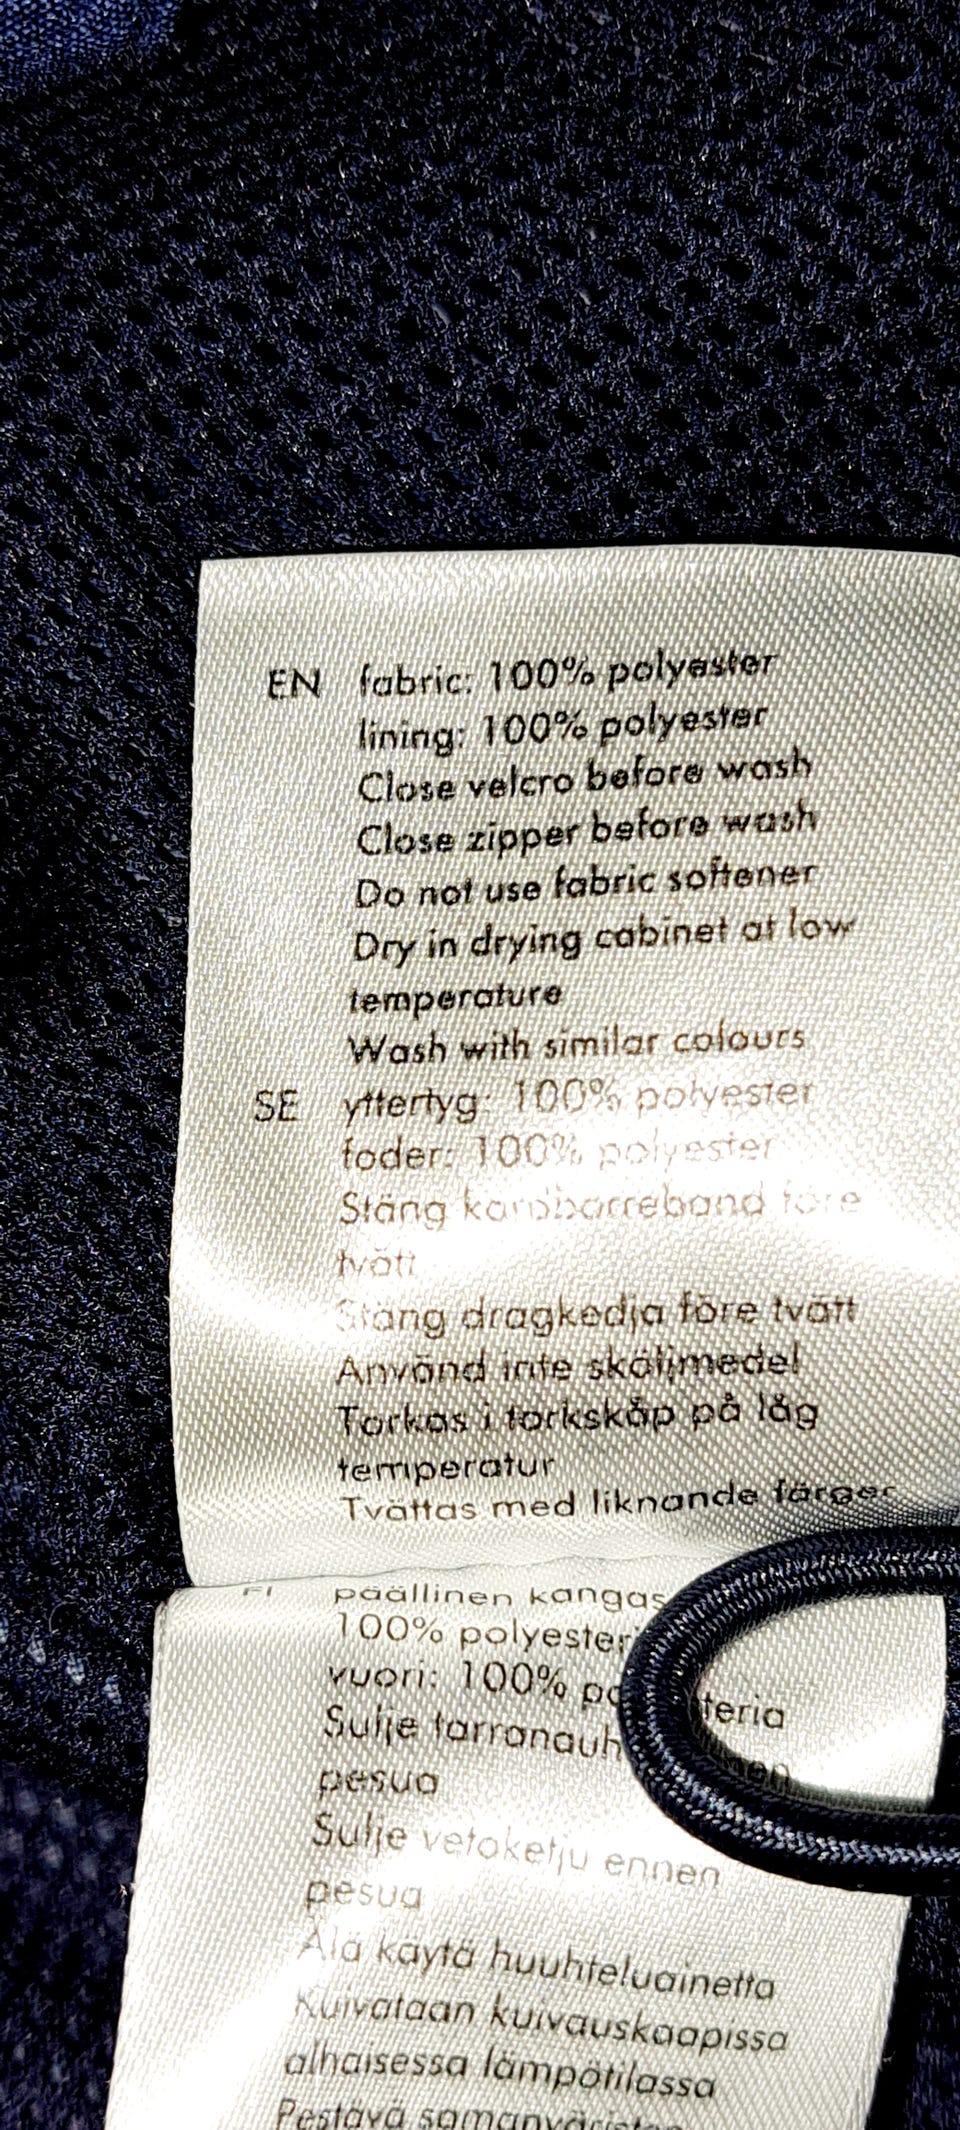 EN fabric: 100% polyester
lining: 100% polyester
Close velcro before wash
Close zipper before wash
Do not use fabric softener
Dry in drying cabinet at low
temperature
Wash with similar colours
SE yttertyg: 100% polyester
foder: 100% polyester
Stäng kardborreband före
tvätt
Stäng dragkedja före tvätt
Använd inte sköljmedel
Torkas i torkskåp på låg
temperatur
Tvättas med liknande färger
FI päällinen kangas
100% polyesteri
vuori: 100%
Sulje
pesua
Sulje vetoketju ennen
pesua
Älä käytä huuhteluainetta
Kuivataan kuivauskaapissa
alhaisessa lämpötilassa
Pestävä